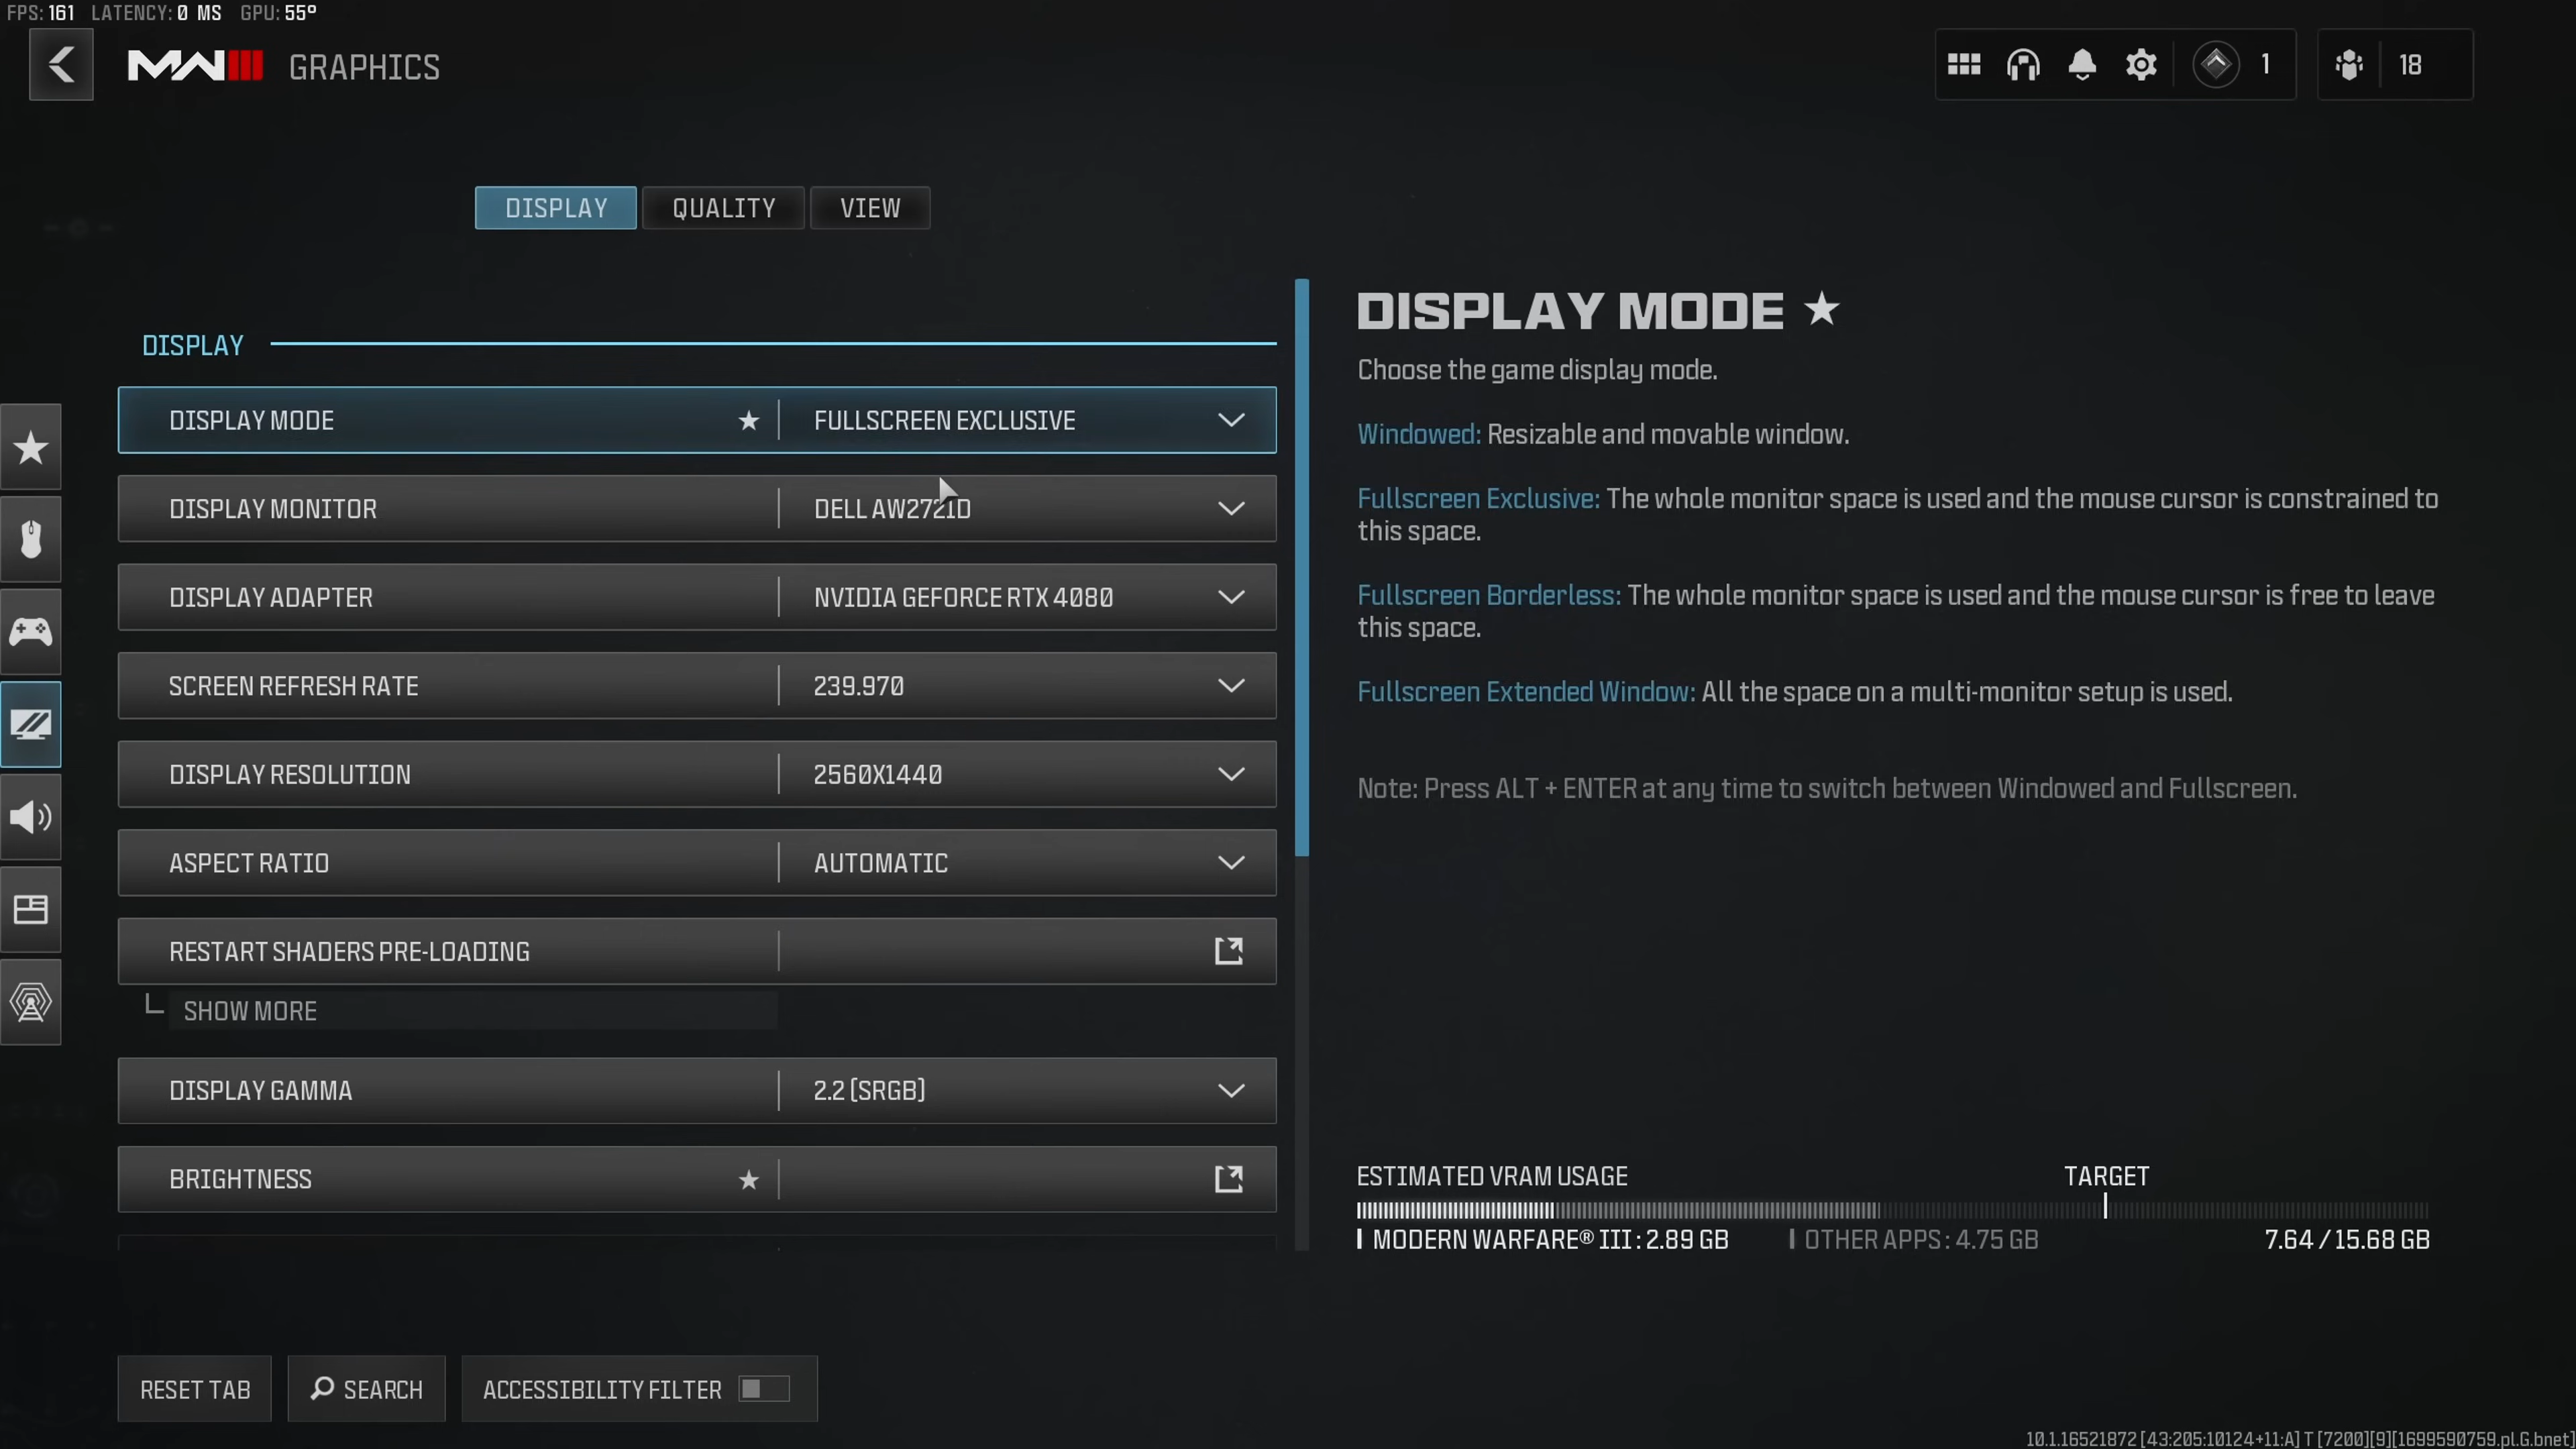 FPS: 161 LATENCY: 0 MS GPU: 55°
MWIII GRAPHICS
1
18
DISPLAY QUALITY VIEW
DISPLAY
DISPLAY MODE FULLSCREEN EXCLUSIVE
DISPLAY MONITOR DELL AW2721D
DISPLAY ADAPTER NVIDIA GEFORCE RTX 4080
SCREEN REFRESH RATE 239.970
DISPLAY RESOLUTION 2560X1440
ASPECT RATIO AUTOMATIC
RESTART SHADERS PRE-LOADING
SHOW MORE
DISPLAY GAMMA 2.2 (SRGB)
BRIGHTNESS
DISPLAY MODE
Choose the game display mode.
Windowed: Resizable and movable window.
Fullscreen Exclusive: The whole monitor space is used and the mouse cursor is constrained to
this space.
Fullscreen Borderless: The whole monitor space is used and the mouse cursor is free to leave
this space.
Fullscreen Extended Window: All the space on a multi-monitor setup is used.
Note: Press ALT + ENTER at any time to switch between Windowed and Fullscreen.
ESTIMATED VRAM USAGE TARGET
MODERN WARFARE® III : 2.89 GB OTHER APPS : 4.75 GB 7.64 / 15.68 GB
RESET TAB SEARCH ACCESSIBILITY FILTER
10.1.16521872 [43:205:10124+11:A] T [7200][9][1699590759.pl.G.bnet]